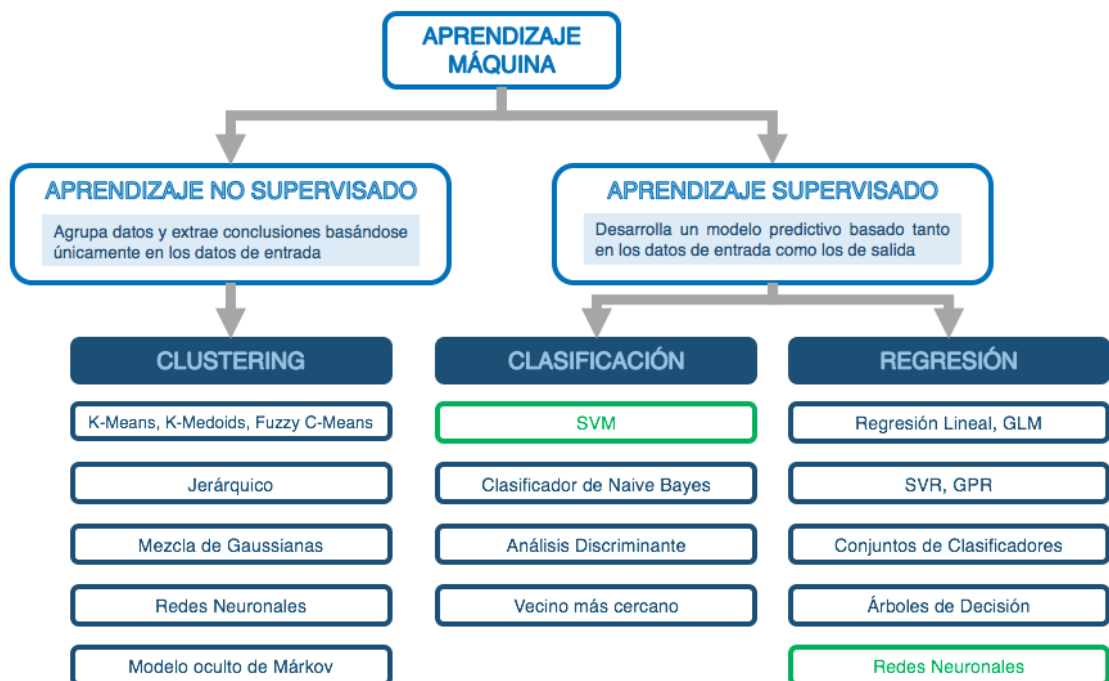 APRENDIZAJE
MÁQUINA
APRENDIZAJE NO SUPERVISADO
Agrupa datos y extrae conclusiones basándose
únicamente en los datos de entrada
APRENDIZAJE SUPERVISADO
Desarrolla un modelo predictivo basado tanto
en los datos de entrada como los de salida
CLUSTERING
K-Means, K-Medoids, Fuzzy C-Means
Jerárquico
Mezcla de Gaussianas
Redes Neuronales
Modelo oculto de Márkov
CLASIFICACIÓN
SVM
Clasificador de Naive Bayes
Análisis Discriminante
Vecino más cercano
REGRESIÓN
Regresión Lineal, GLM
SVR, GPR
Conjuntos de Clasificadores
Árboles de Decisión
Redes Neuronales